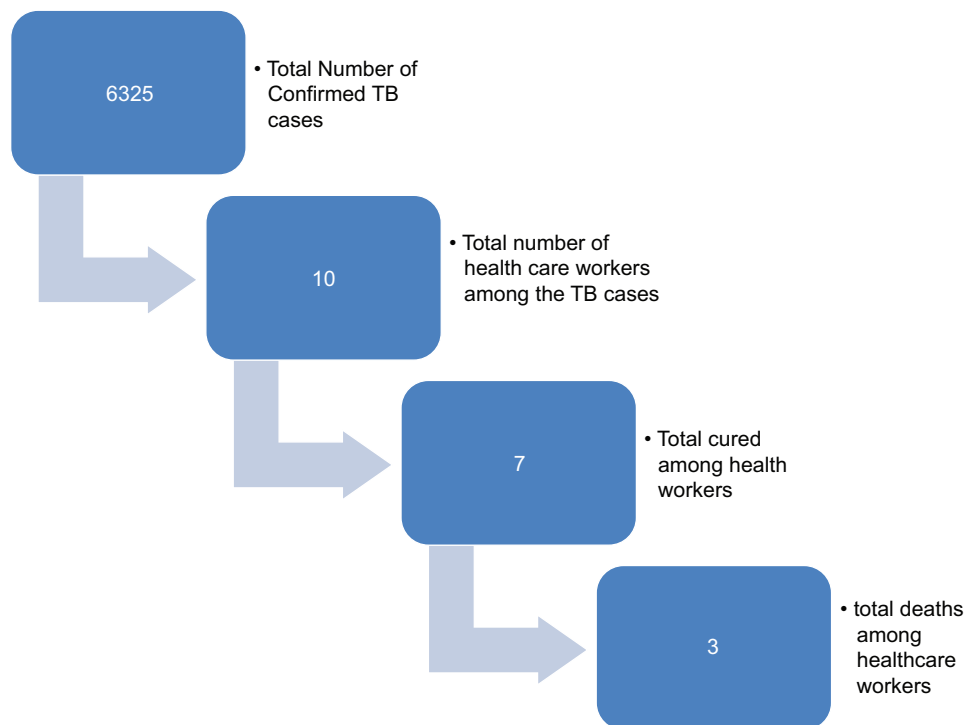 6325
• Total Number of
Confirmed TB
cases
10
• Total number of
health care workers
among the TB cases
7
• Total cured
among health
workers
3
• total deaths
among
healthcare
workers